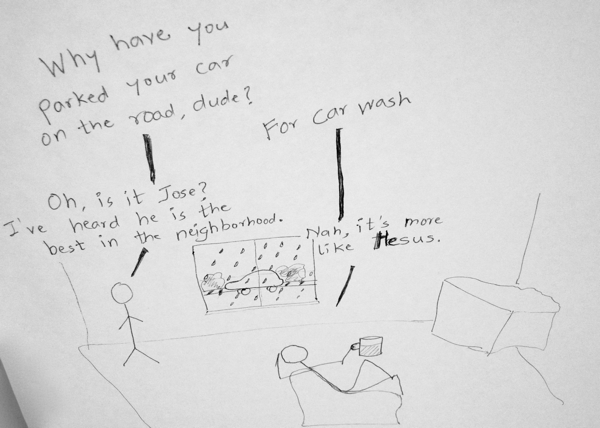 Why have you
parked your car
on the road, dude?
For car wash
Oh, is it Jose?
I've heard he is the
best in the neighborhood.
Nah, it's more
like Hesus.